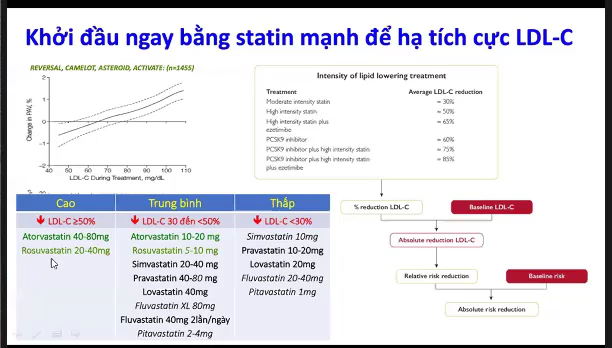 Khởi đầu ngay bằng statin mạnh để hạ tích cực LDL-C
REVERSAL, CAMELOT, ASTEROID, ACTIVATE: (n=1455)
Change in PAV, %
2
1
0
−1
−2
40 50 60 70 80 90 100 110
LDL-C During Treatment, mg/dL
Intensity of lipid lowering treatment
Treatment Average LDL-C reduction
Moderate intensity statin ≈ 30%
High intensity statin ≈ 50%
High intensity statin plus ≈ 65%
ezetimibe
PCSK9 inhibitor ≈ 60%
PCSK9 inhibitor plus high intensity statin ≈ 75%
PCSK9 inhibitor plus high intensity statin ≈ 85%
plus ezetimibe
% reduction LDL-C Baseline LDL-C
Absolute reduction LDL-C
Relative risk reduction Baseline risk
Absolute risk reduction
Cao Trung bình Thấp
LDL-C ≥50% LDL-C 30 đến <50% LDL-C <30%
Atorvastatin 40-80mg Atorvastatin 10-20 mg Simvastatin 10mg
Rosuvastatin 20-40mg Rosuvastatin 5-10 mg Pravastatin 10-20mg
Simvastatin 20-40 mg Lovastatin 20mg
Pravastatin 40-80 mg Fluvastatin 20-40mg
Lovastatin 40mg Pitavastatin 1mg
Fluvastatin XL 80mg
Fluvastatin 40mg 2lần/ngày
Pitavastatin 2-4mg